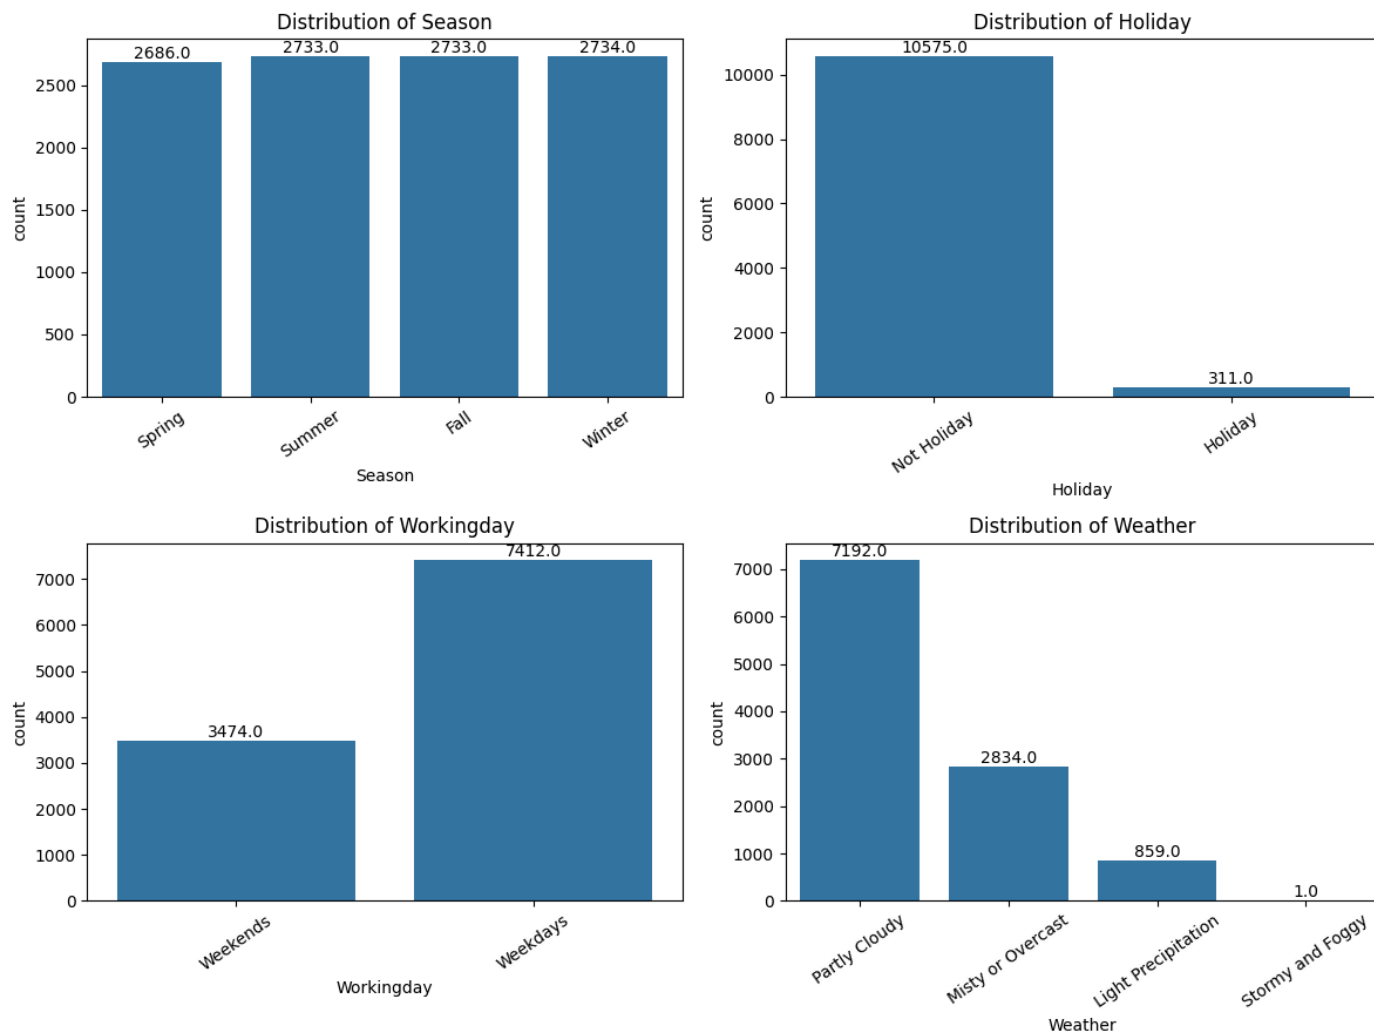 Distribution of Season
2686.0
2733.0
2733.0
2734.0
2500
2000
1500
1000
500
0
count
Spring
Summer
Fall
Winter
Season
Distribution of Holiday
10575.0
311.0
10000
8000
6000
4000
2000
0
count
Not Holiday
Holiday
Holiday
Distribution of Workingday
3474.0
7412.0
7000
6000
5000
4000
3000
2000
1000
0
count
Weekends
Weekdays
Workingday
Distribution of Weather
7192.0
2834.0
859.0
1.0
7000
6000
5000
4000
3000
2000
1000
0
count
Partly Cloudy
Misty or Overcast
Light Precipitation
Stormy and Foggy
Weather